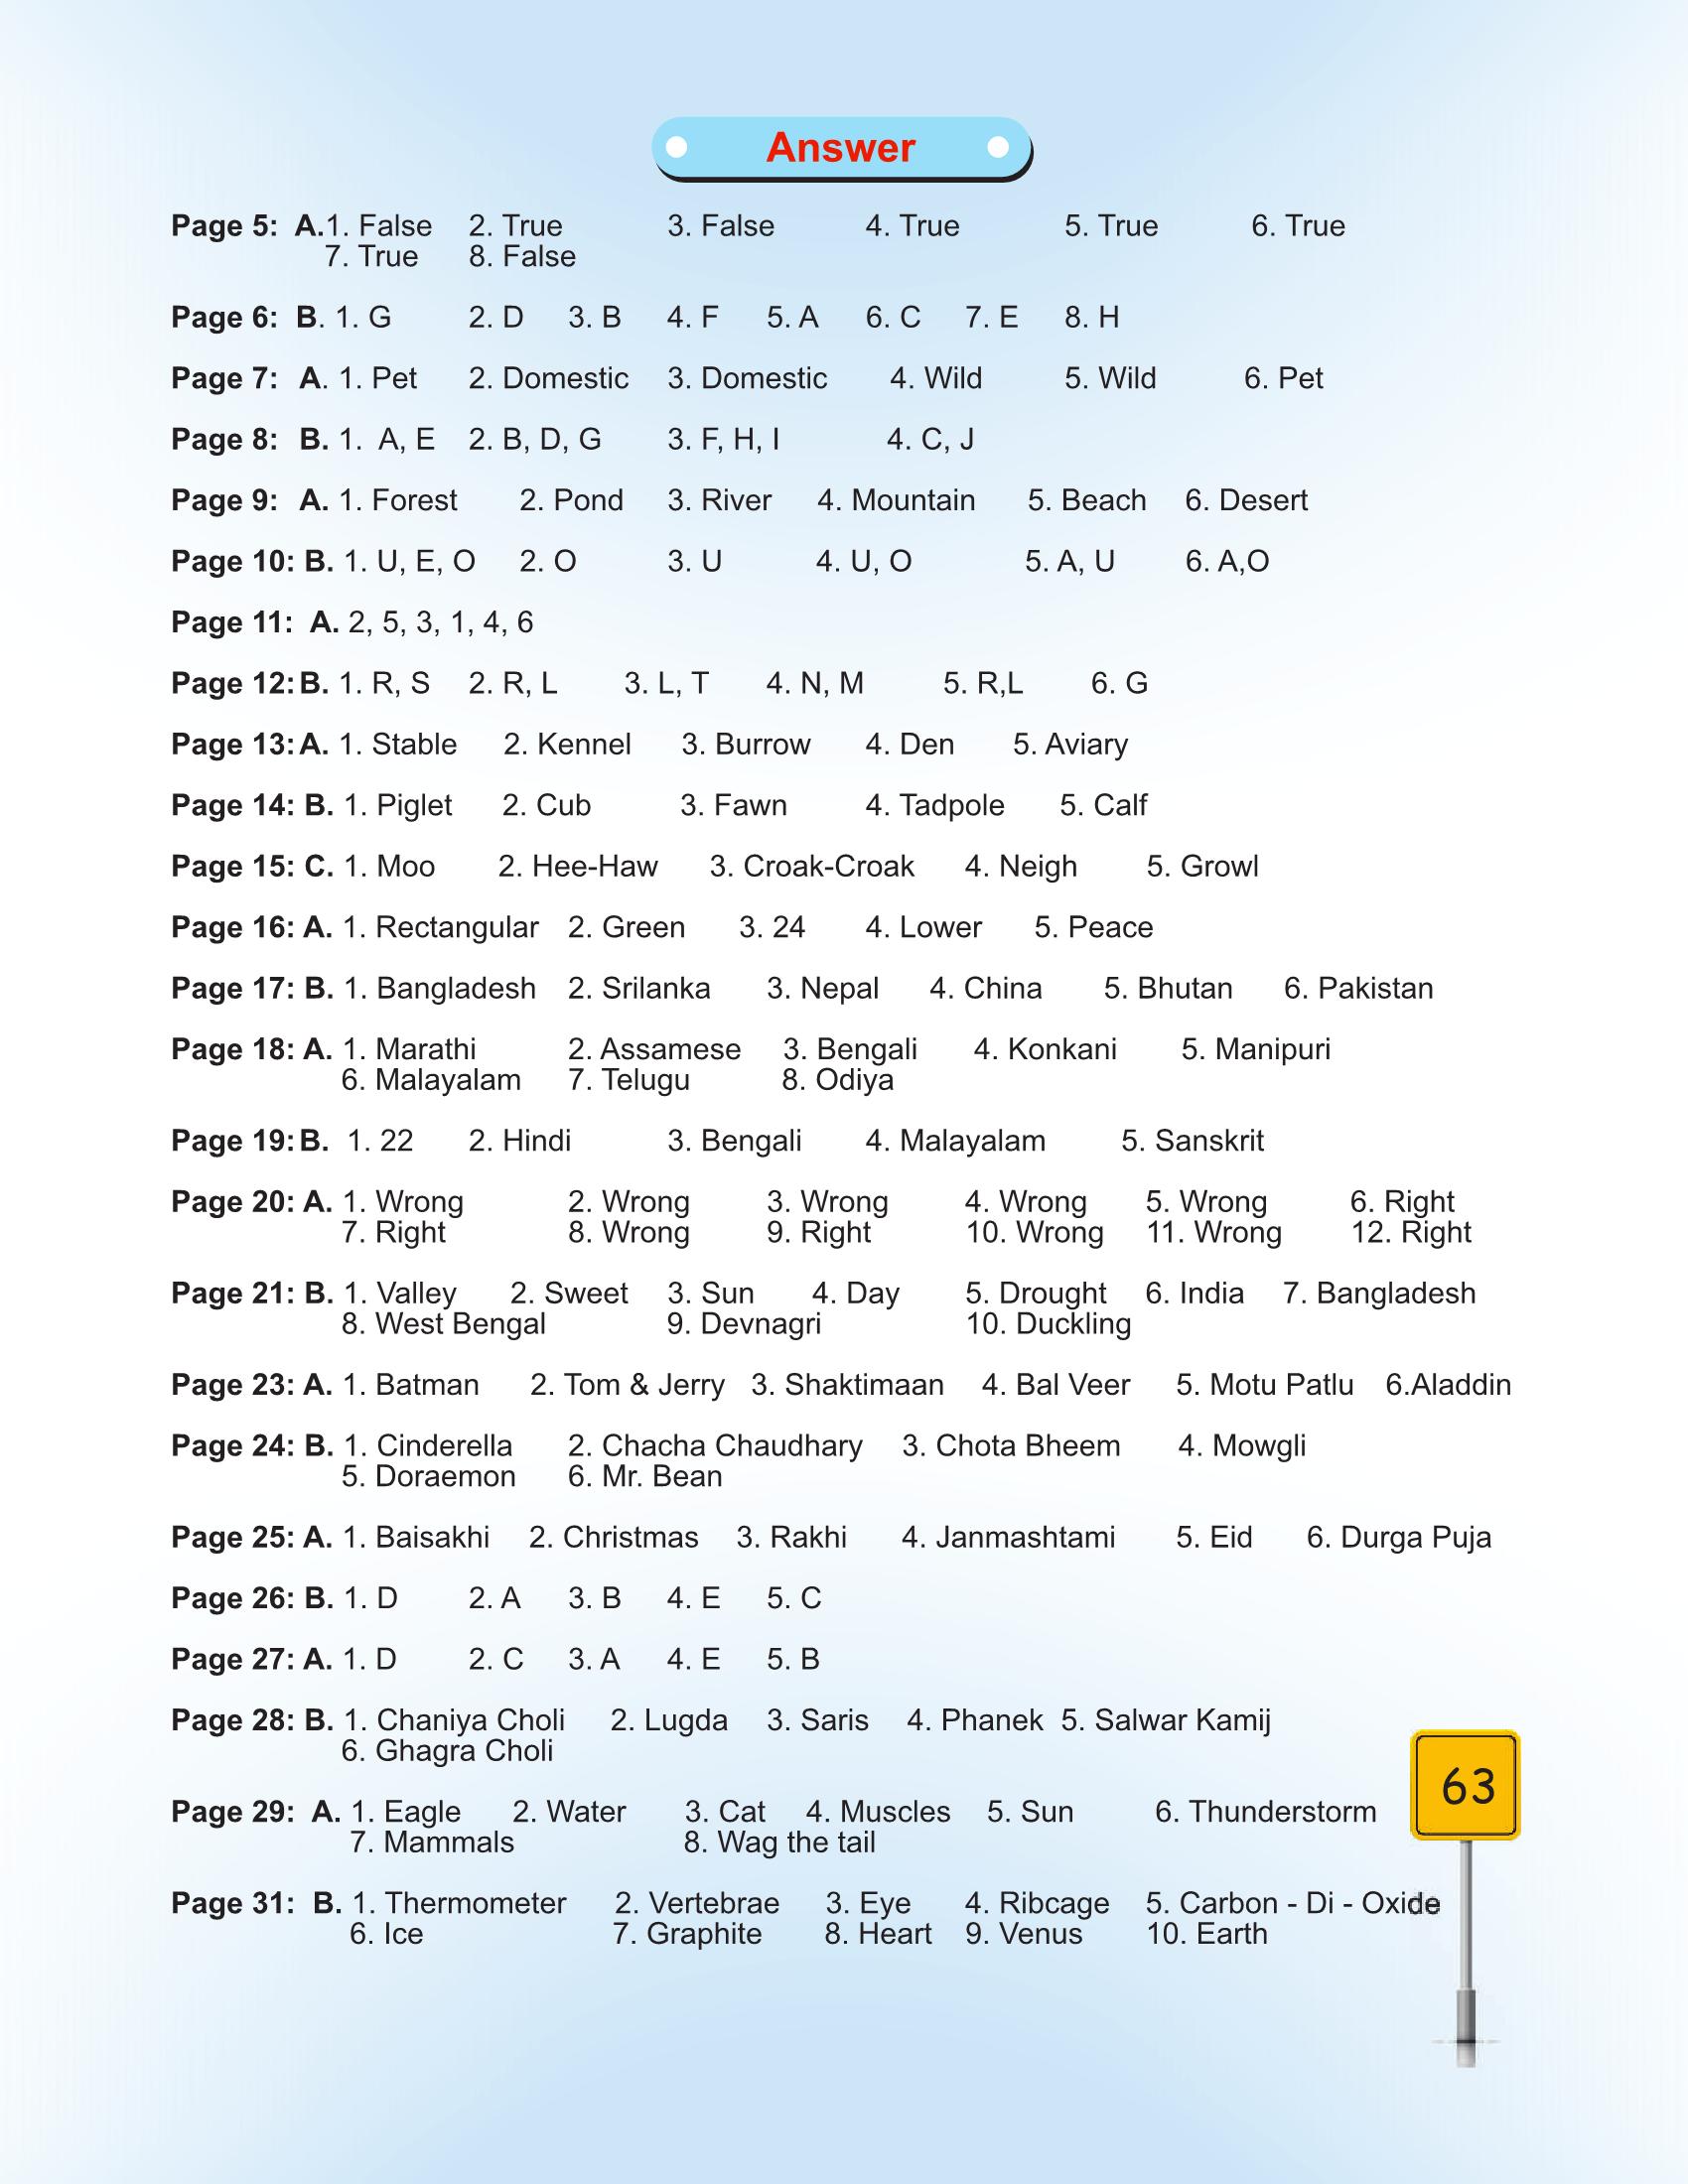 Answer
Page 5: A.1. False 2. True 3. False 4. True 5. True 6. True
7. True 8. False
Page 6: B. 1. G 2. D 3. B 4. F 5. A 6. C 7. E 8. H
Page 7: A. 1. Pet 2. Domestic 3. Domestic 4. Wild 5. Wild 6. Pet
Page 8: B. 1. A, E 2. B, D, G 3. F, H, I 4. C, J
Page 9: A. 1. Forest 2. Pond 3. River 4. Mountain 5. Beach 6. Desert
Page 10: B. 1. U, E, O 2. O 3. U 4. U, O 5. A, U 6. A,O
Page 11: A. 2, 5, 3, 1, 4, 6
Page 12: B. 1. R, S 2. R, L 3. L, T 4. N, M 5. R,L 6. G
Page 13: A. 1. Stable 2. Kennel 3. Burrow 4. Den 5. Aviary
Page 14: B. 1. Piglet 2. Cub 3. Fawn 4. Tadpole 5. Calf
Page 15: C. 1. Moo 2. Hee-Haw 3. Croak-Croak 4. Neigh 5. Growl
Page 16: A. 1. Rectangular 2. Green 3. 24 4. Lower 5. Peace
Page 17: B. 1. Bangladesh 2. Srilanka 3. Nepal 4. China 5. Bhutan 6. Pakistan
Page 18: A. 1. Marathi 2. Assamese 3. Bengali 4. Konkani 5. Manipuri
6. Malayalam 7. Telugu 8. Odiya
Page 19: B. 1. 22 2. Hindi 3. Bengali 4. Malayalam 5. Sanskrit
Page 20: A. 1. Wrong 2. Wrong 3. Wrong 4. Wrong 5. Wrong 6. Right
7. Right 8. Wrong 9. Right 10. Wrong 11. Wrong 12. Right
Page 21: B. 1. Valley 2. Sweet 3. Sun 4. Day 5. Drought 6. India 7. Bangladesh
8. West Bengal 9. Devnagri 10. Duckling
Page 23: A. 1. Batman 2. Tom & Jerry 3. Shaktimaan 4. Bal Veer 5. Motu Patlu 6.Aladdin
Page 24: B. 1. Cinderella 2. Chacha Chaudhary 3. Chota Bheem 4. Mowgli
5. Doraemon 6. Mr. Bean
Page 25: A. 1. Baisakhi 2. Christmas 3. Rakhi 4. Janmashtami 5. Eid 6. Durga Puja
Page 26: B. 1. D 2. A 3. B 4. E 5. C
Page 27: A. 1. D 2. C 3. A 4. E 5. B
Page 28: B. 1. Chaniya Choli 2. Lugda 3. Saris 4. Phanek 5. Salwar Kamij
6. Ghagra Choli
63
Page 29: A. 1. Eagle 2. Water 3. Cat 4. Muscles 5. Sun 6. Thunderstorm
7. Mammals 8. Wag the tail
Page 31: B. 1. Thermometer 2. Vertebrae 3. Eye 4. Ribcage 5. Carbon - Di - Oxide
6. Ice 7. Graphite 8. Heart 9. Venus 10. Earth